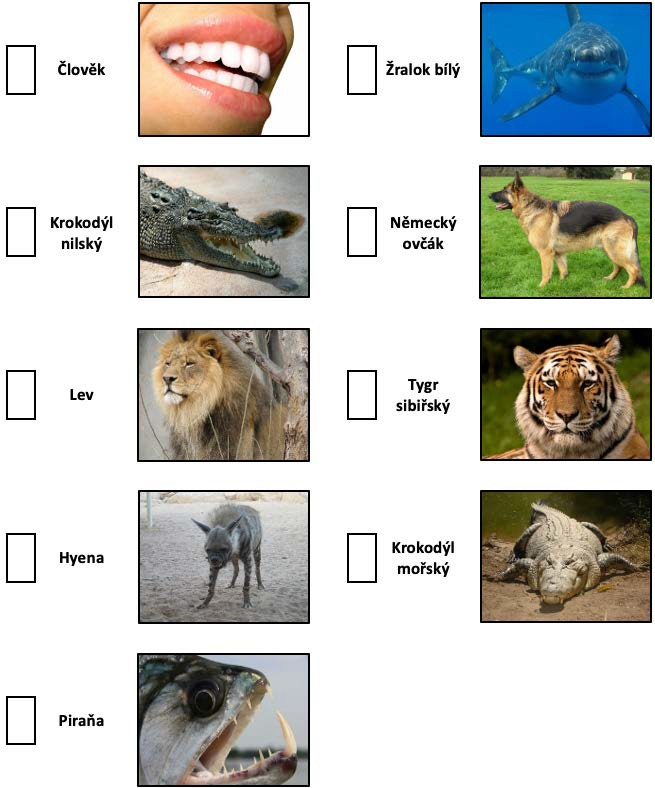 Člověk
Žralok bílý
Krokodýl
nilský
Německý
ovčák
Lev
Tygr
sibiřský
Hyena
Krokodýl
mořský
Piraňa